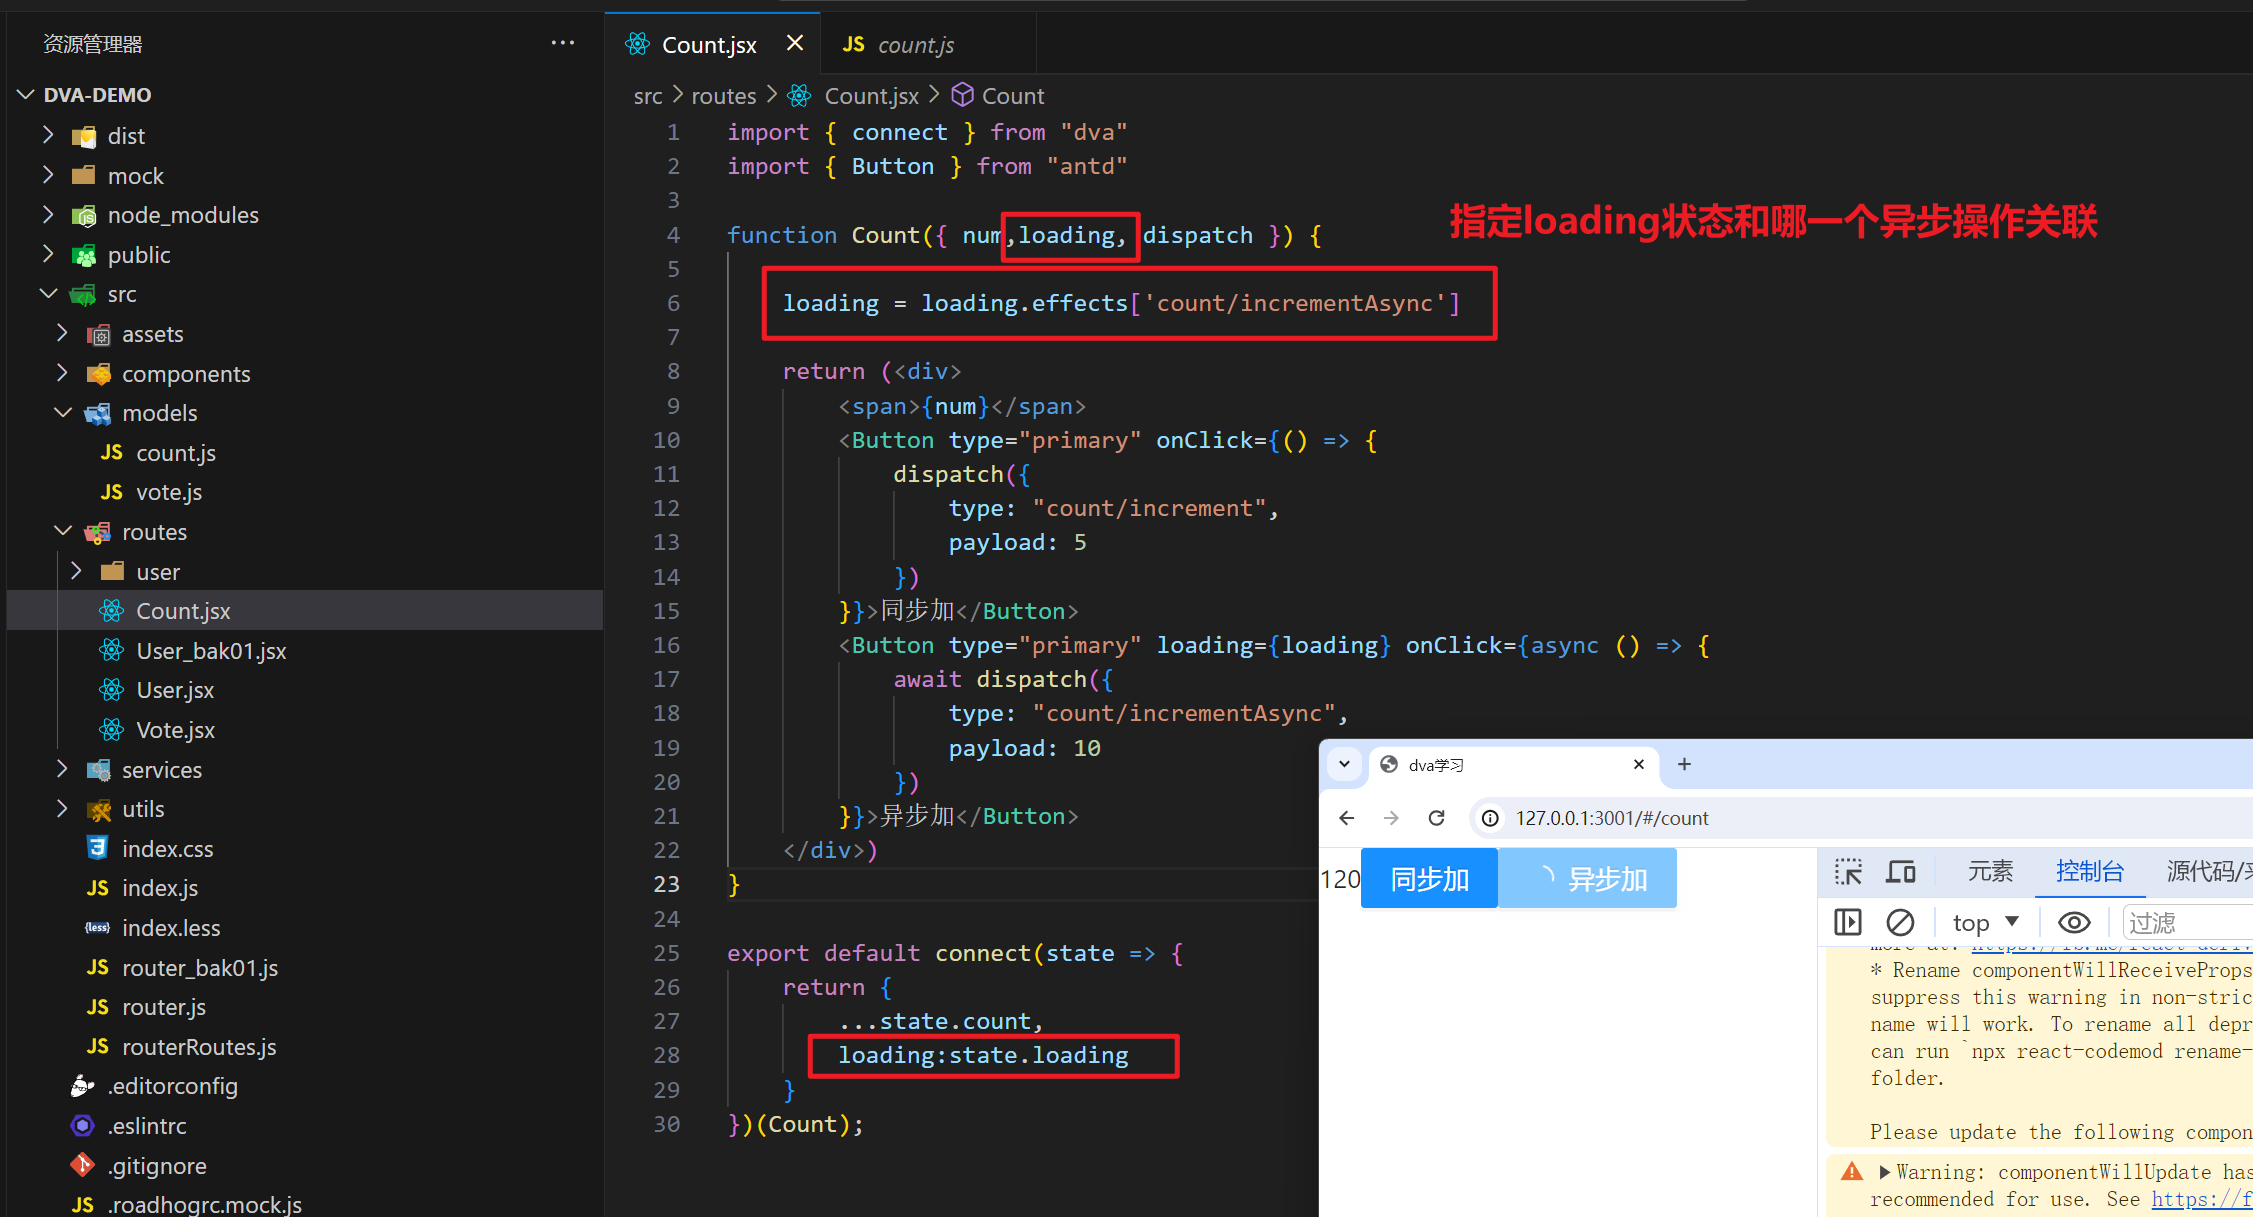 资源管理器
DVA-DEMO
dist
mock
node_modules
public
src
assets
components
models
JS count.js
JS vote.js
routes
user
Count.jsx
User_bak01.jsx
User.jsx
Vote.jsx
services
utils
index.css
JS index.js
index.less
JS router_bak01.js
JS router.js
JS routerRoutes.js
.editorconfig
.eslintrc
.gitignore
JS .roadhogrc.mock.js
Count.jsx
JS count.js
src > routes > Count.jsx > Count
1 import { connect } from "dva"
2 import { Button } from "antd"
3
4 function Count({ num,loading, dispatch }) {
5
6 loading = loading.effects['count/incrementAsync']
7
8 return (<div>
9 <span>{num}</span>
10 <Button type="primary" onClick={() => {
11 dispatch({
12 type: "count/increment",
13 payload: 5
14 })
15 }}>同步加</Button>
16 <Button type="primary" loading={loading} onClick={async () => {
17 await dispatch({
18 type: "count/incrementAsync",
19 payload: 10
20 })
21 }}>异步加</Button>
22 </div>)
23 }
24
25 export default connect(state => {
26 return {
27 ...state.count,
28 loading:state.loading
29 }
30 })(Count);
指定loading状态和哪一个异步操作关联
dva学习
127.0.0.1:3001/#/count
120 同步加 异步加
元素 控制台 源代码/
top 过滤
* Rename componentWillReceiveProps
suppress this warning in non-stric
name will work. To rename all depr
can run `npx react-codemod rename-
folder.
Please update the following compon
Warning: componentWillUpdate has
recommended for use. See https://f